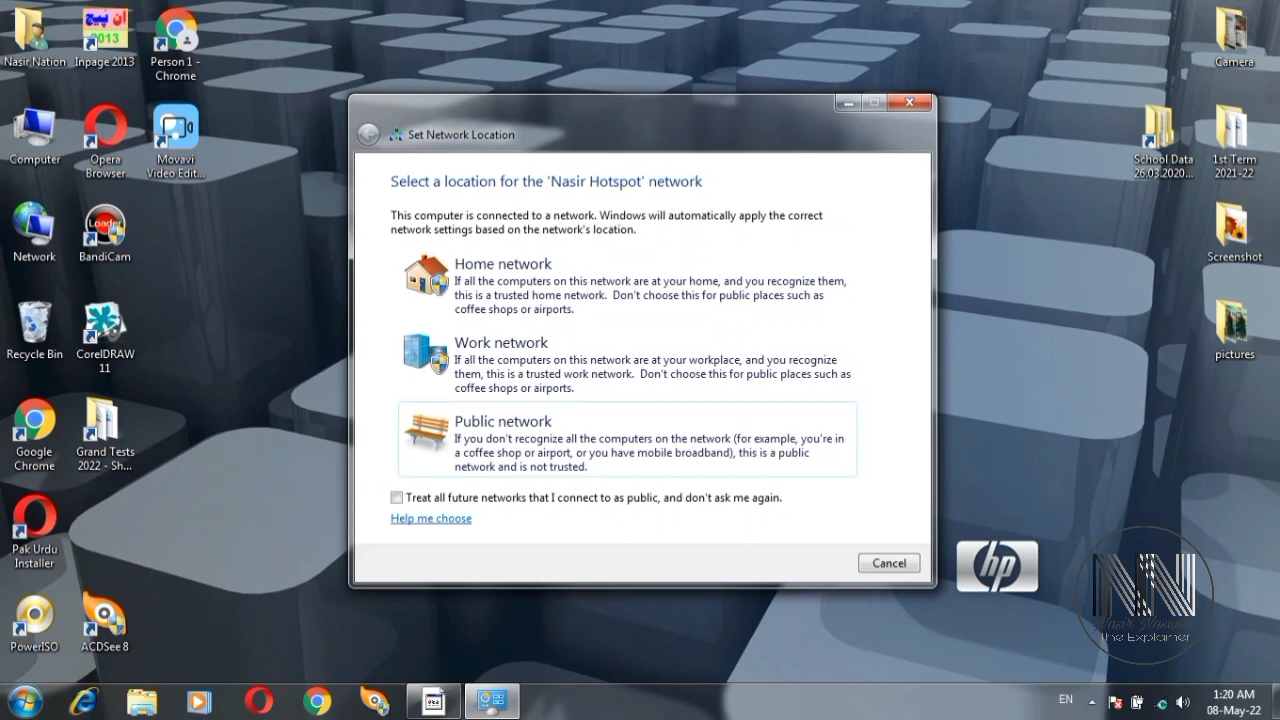 Nasir Nation
ان پیج
2013
Inpage 2013
Person 1 -
Chrome
Camera
Computer
Opera
Browser
Movavi
Video Edit...
School Data
26.03.2020...
1st Term
2021-22
Network
Loader
BandiCam
Screenshot
Recycle Bin
CorelDRAW
11
pictures
Google
Chrome
Grand Tests
2022 - Sh...
Pak Urdu
Installer
PowerISO
ACDSee 8
Set Network Location
Select a location for the 'Nasir Hotspot' network
This computer is connected to a network. Windows will automatically apply the correct
network settings based on the network's location.
Home network
If all the computers on this network are at your home, and you recognize them,
this is a trusted home network. Don't choose this for public places such as
coffee shops or airports.
Work network
If all the computers on this network are at your workplace, and you recognize
them, this is a trusted work network. Don't choose this for public places such as
coffee shops or airports.
Public network
If you don't recognize all the computers on the network (for example, you're in
a coffee shop or airport, or you have mobile broadband), this is a public
network and is not trusted.
Treat all future networks that I connect to as public, and don't ask me again.
Help me choose
Cancel
hp
NN
The Explainer
EN
1:20 AM
08-May-22